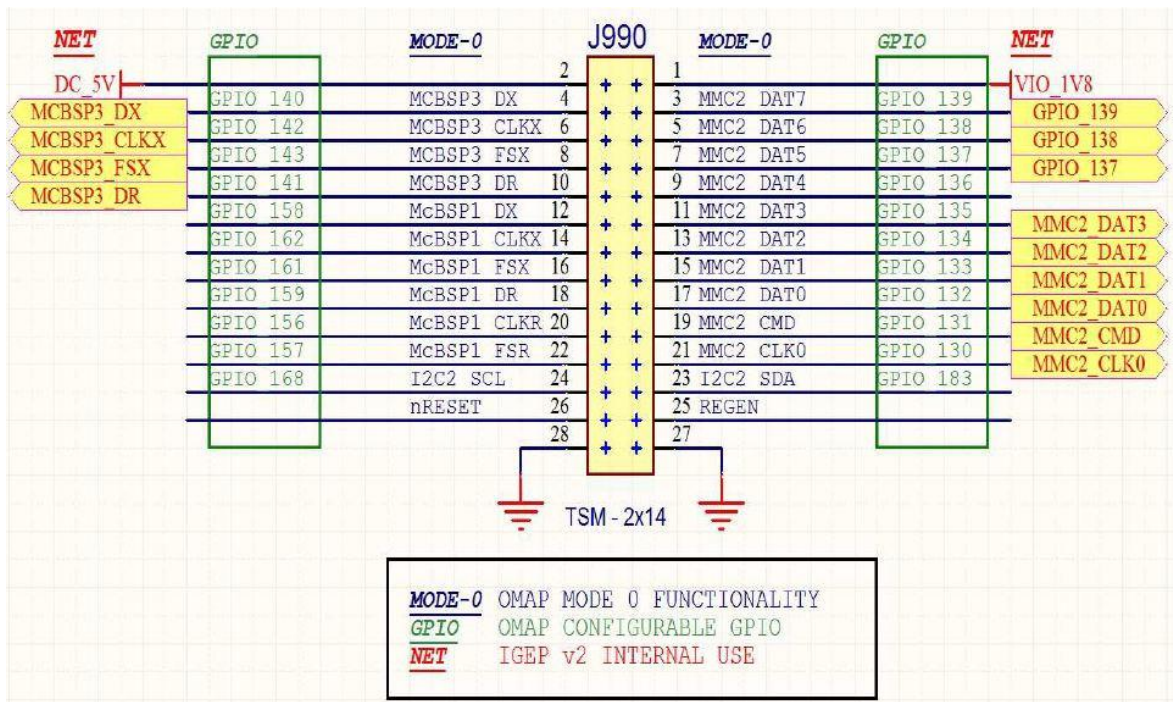 NET GPIO MODE-0 J990 MODE-0 GPIO NET
2 1
DC_5V VIO_1V8
MCBSP3_DX GPIO 140 MCBSP3 DX 4 3 MMC2 DAT7 GPIO 139 GPIO_139
MCBSP3_CLKX GPIO 142 MCBSP3 CLKX 6 5 MMC2 DAT6 GPIO 138 GPIO_138
MCBSP3_FSX GPIO 143 MCBSP3 FSX 8 7 MMC2 DAT5 GPIO 137 GPIO_137
MCBSP3_DR GPIO 141 MCBSP3 DR 10 9 MMC2 DAT4 GPIO 136
GPIO 158 McBSP1 DX 12 11 MMC2 DAT3 GPIO 135 MMC2_DAT3
GPIO 162 McBSP1 CLKX 14 13 MMC2 DAT2 GPIO 134 MMC2_DAT2
GPIO 161 McBSP1 FSX 16 15 MMC2 DAT1 GPIO 133 MMC2_DAT1
GPIO 159 McBSP1 DR 18 17 MMC2 DAT0 GPIO 132 MMC2_DAT0
GPIO 156 McBSP1 CLKR 20 19 MMC2 CMD GPIO 131 MMC2_CMD
GPIO 157 McBSP1 FSR 22 21 MMC2 CLK0 GPIO 130 MMC2_CLK0
GPIO 168 I2C2 SCL 24 23 I2C2 SDA GPIO 183
nRESET 26 25 REGEN
28 27
TSM - 2x14
MODE-0 OMAP MODE 0 FUNCTIONALITY
GPIO OMAP CONFIGURABLE GPIO
NET IGEP v2 INTERNAL USE